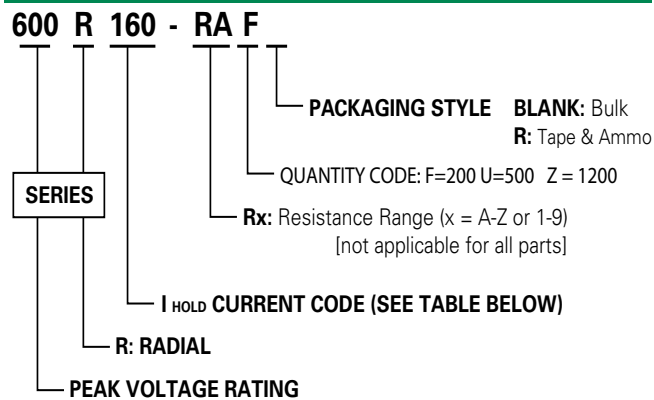 600 R 160 - RA F
PACKAGING STYLE BLANK: Bulk
R: Tape & Ammo
QUANTITY CODE: F=200 U=500 Z = 1200
SERIES
Rx: Resistance Range (x = A-Z or 1-9)
[not applicable for all parts]
I HOLD CURRENT CODE (SEE TABLE BELOW)
R: RADIAL
PEAK VOLTAGE RATING